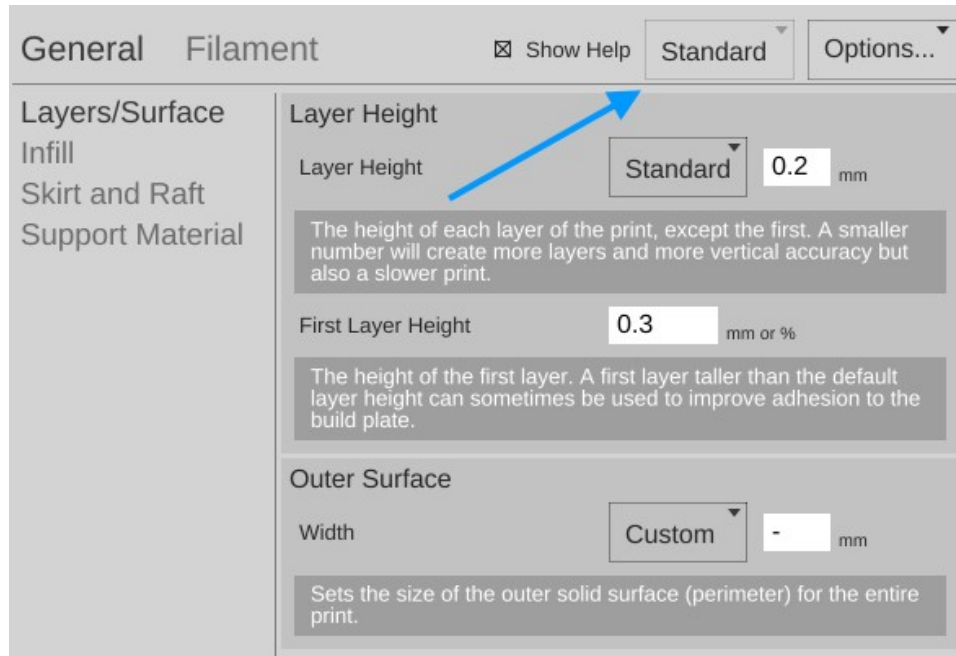 General Filament Show Help Standard Options...
Layers/Surface
Infill
Skirt and Raft
Support Material
Layer Height
Layer Height Standard 0.2 mm
The height of each layer of the print, except the first. A smaller
number will create more layers and more vertical accuracy but
also a slower print.
First Layer Height 0.3 mm or %
The height of the first layer. A first layer taller than the default
layer height can sometimes be used to improve adhesion to the
build plate.
Outer Surface
Width Custom - mm
Sets the size of the outer solid surface (perimeter) for the entire
print.